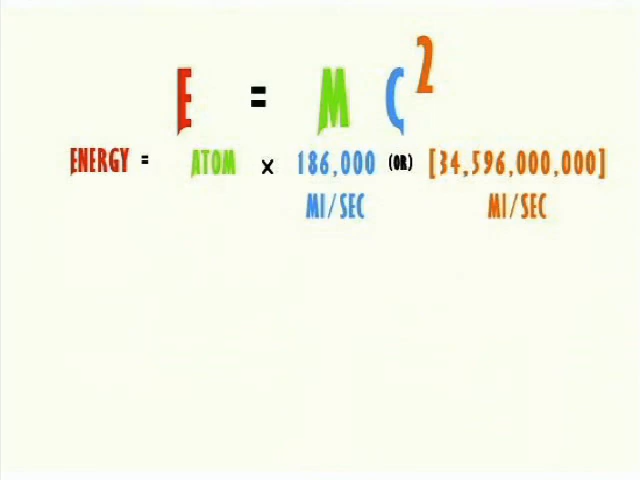 E = M C²
ENERGY = ATOM x 186,000 (OR) [34,596,000,000]
MI/SEC MI/SEC